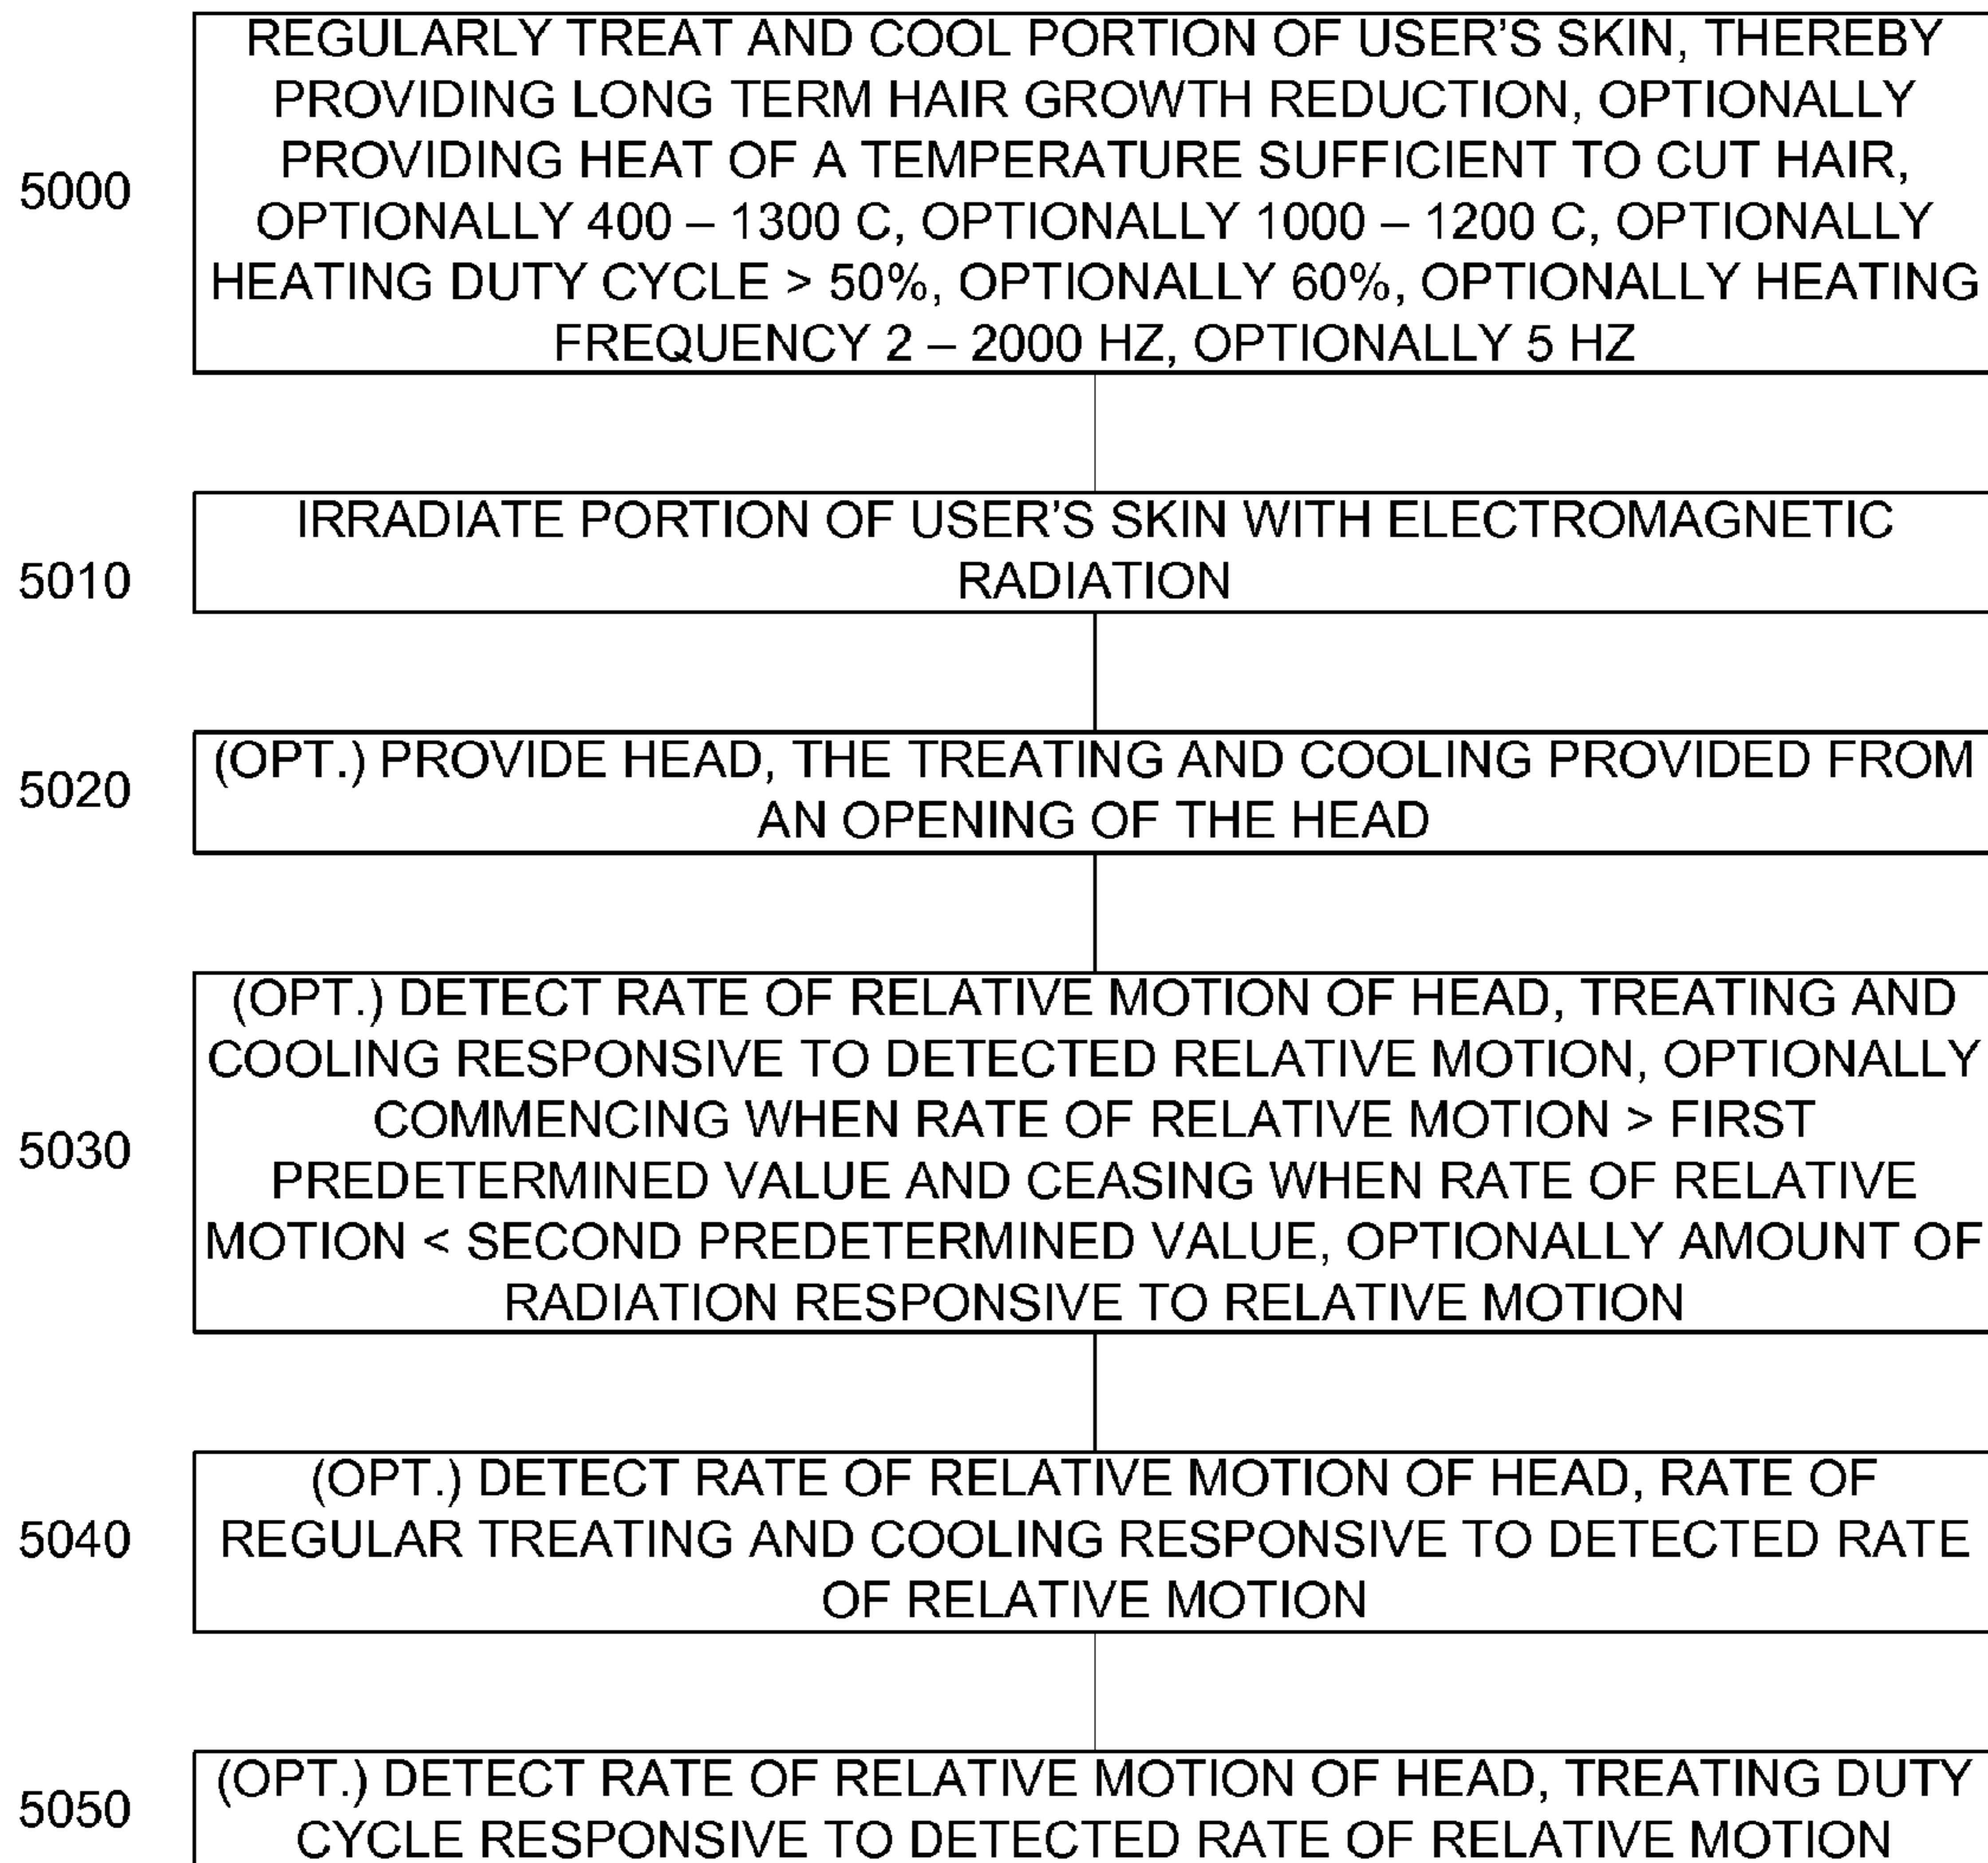 REGULARLY TREAT AND COOL PORTION OF USER'S SKIN, THEREBY
PROVIDING LONG TERM HAIR GROWTH REDUCTION, OPTIONALLY
PROVIDING HEAT OF A TEMPERATURE SUFFICIENT TO CUT HAIR,
5000
OPTIONALLY 400 – 1300 C, OPTIONALLY 1000 – 1200 C, OPTIONALLY
HEATING DUTY CYCLE > 50%, OPTIONALLY 60%, OPTIONALLY HEATING
FREQUENCY 2 – 2000 HZ, OPTIONALLY 5 HZ
IRRADIATE PORTION OF USER'S SKIN WITH ELECTROMAGNETIC
5010
RADIATION
(OPT.) PROVIDE HEAD, THE TREATING AND COOLING PROVIDED FROM
5020
AN OPENING OF THE HEAD
(OPT.) DETECT RATE OF RELATIVE MOTION OF HEAD, TREATING AND
COOLING RESPONSIVE TO DETECTED RELATIVE MOTION, OPTIONALLY
COMMENCING WHEN RATE OF RELATIVE MOTION > FIRST
5030
PREDETERMINED VALUE AND CEASING WHEN RATE OF RELATIVE
MOTION < SECOND PREDETERMINED VALUE, OPTIONALLY AMOUNT OF
RADIATION RESPONSIVE TO RELATIVE MOTION
(OPT.) DETECT RATE OF RELATIVE MOTION OF HEAD, RATE OF
5040
REGULAR TREATING AND COOLING RESPONSIVE TO DETECTED RATE
OF RELATIVE MOTION
(OPT.) DETECT RATE OF RELATIVE MOTION OF HEAD, TREATING DUTY
5050
CYCLE RESPONSIVE TO DETECTED RATE OF RELATIVE MOTION